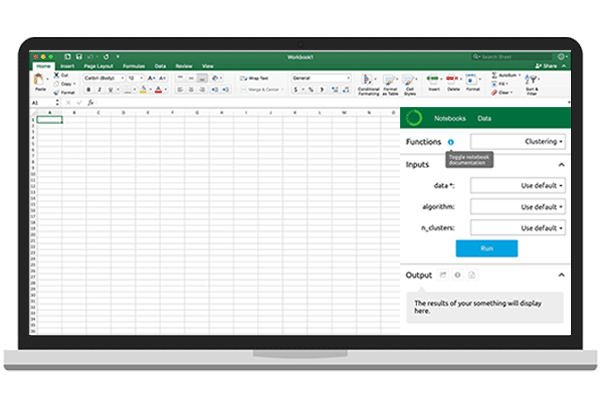 Workbook1
Search Sheet
Home Insert Page Layout Formulas Data Review View
Share
Paste
Cut
Copy
Format
Calibri (Body) 12
Wrap Text
Merge & Center
General
Conditional
Formatting
Format
as Table
Cell
Styles
Insert Delete Format
AutoSum
Fill
Clear
Sort &
Filter
A1
fx
Notebooks Data
Functions Clustering
Toggle notebook
documentation
Inputs
data *: Use default
algorithm: Use default
n_clusters: Use default
Run
Output
The results of your something will display
here.